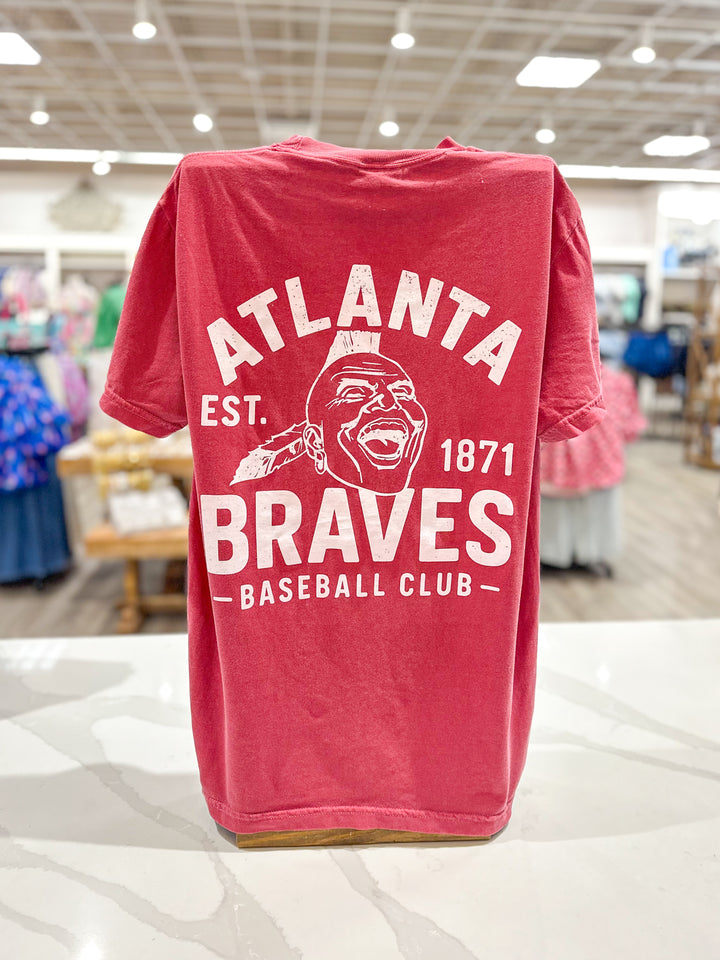 ATLANTA
EST.
1871
BRAVES
- BASEBALL CLUB -